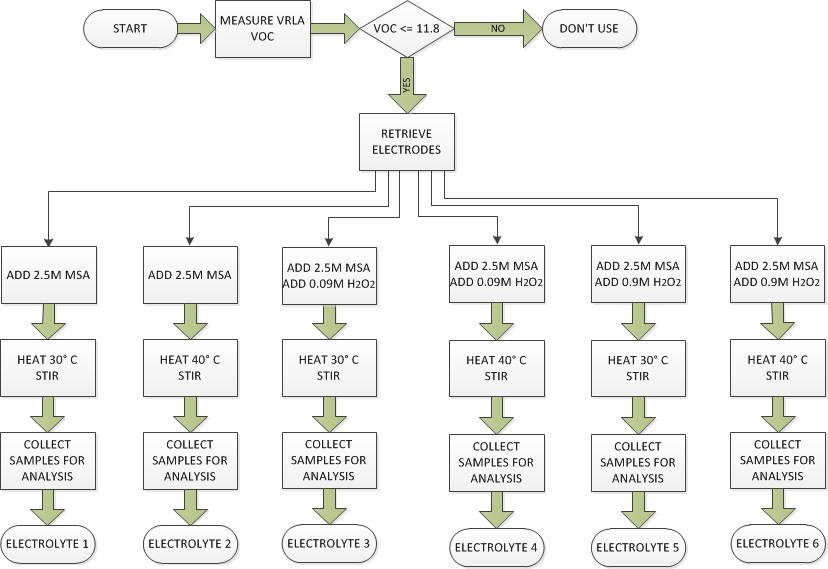 START
MEASURE VRLA
VOC
VOC <= 11.8
NO
DON'T USE
YES
RETRIEVE
ELECTRODES
ADD 2.5M MSA
ADD 2.5M MSA
ADD 2.5M MSA
ADD 0.09M H2O2
ADD 2.5M MSA
ADD 0.09M H2O2
ADD 2.5M MSA
ADD 0.9M H2O2
ADD 2.5M MSA
ADD 0.9M H2O2
HEAT 30° C
STIR
HEAT 40° C
STIR
HEAT 30° C
STIR
HEAT 40° C
STIR
HEAT 30° C
STIR
HEAT 40° C
STIR
COLLECT
SAMPLES FOR
ANALYSIS
COLLECT
SAMPLES FOR
ANALYSIS
COLLECT
SAMPLES FOR
ANALYSIS
COLLECT
SAMPLES FOR
ANALYSIS
COLLECT
SAMPLES FOR
ANALYSIS
COLLECT
SAMPLES FOR
ANALYSIS
ELECTROLYTE 1
ELECTROLYTE 2
ELECTROLYTE 3
ELECTROLYTE 4
ELECTROLYTE 5
ELECTROLYTE 6